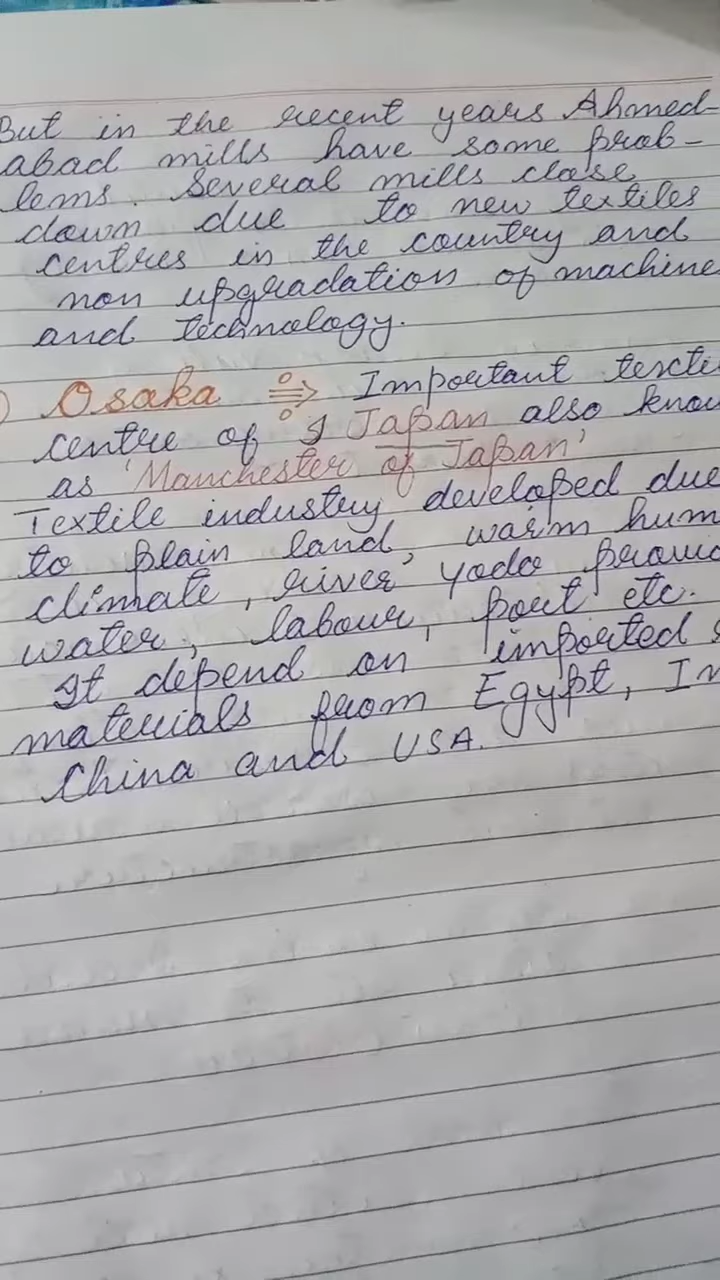 But in the recent years Ahmed-
abad mills have some prob-
lems. Several mills close
down due to new textiles
centres in the country and
non upgradation of machine
and technology.
) Osaka ⇒ Important texti
centre of Japan also know
as 'Manchester of Japan'
Textile industry developed due
to plain land, warm hum
climate, river Yodo provid
water, labour, port etc.
It depend on imported
materials from Egypt, In
China and USA.